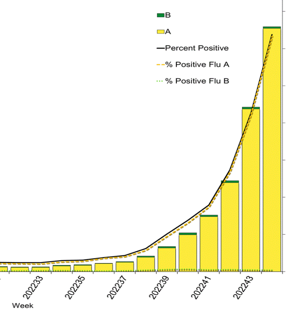 B
A
Percent Positive
% Positive Flu A
% Positive Flu B
202233
202235
202237
202239
202241
202243
Week